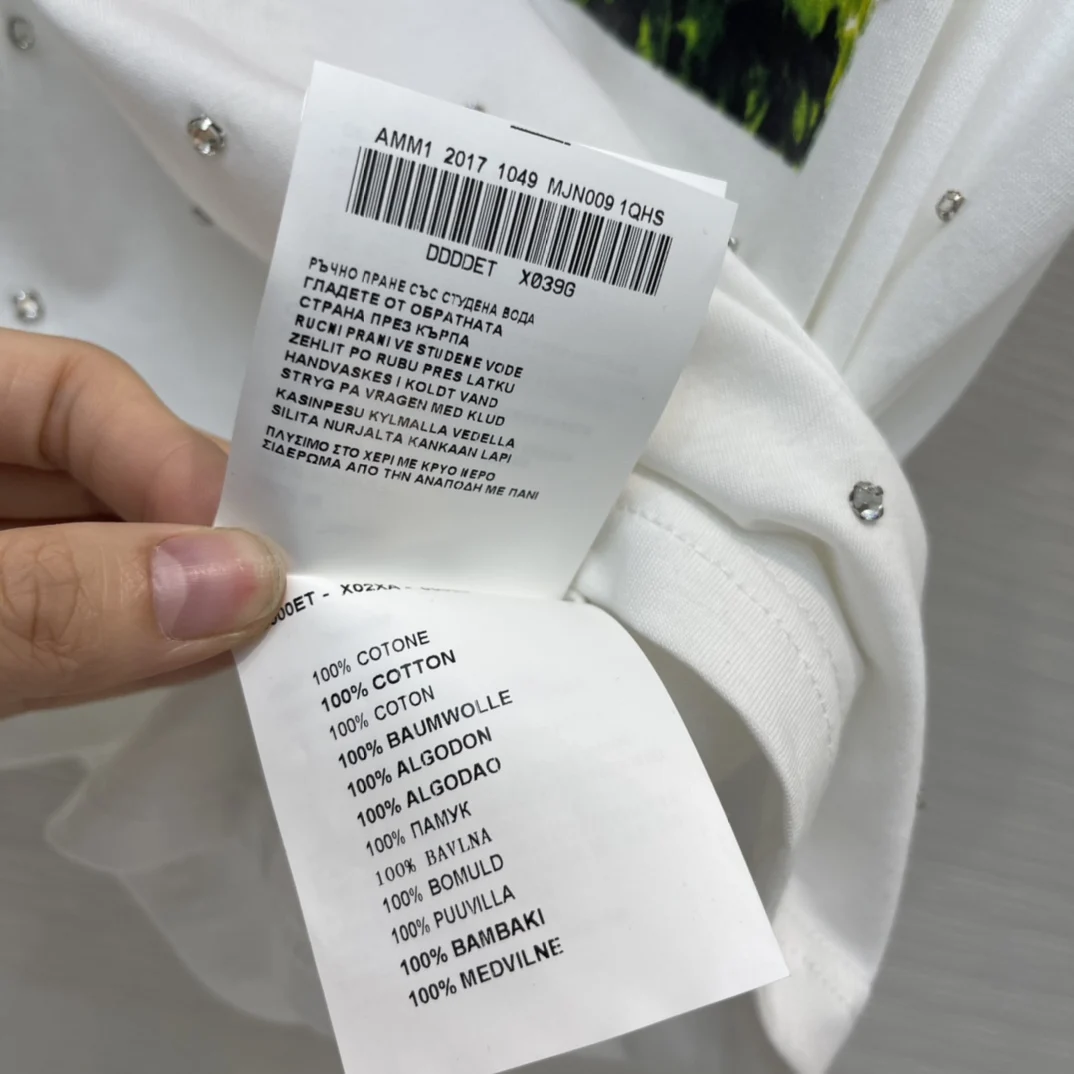 AMM1 2017 1049 MJN009 1QHS
DDDDET X039G
РЪЧНО ПРАНЕ СЪС СТУДЕНА ВОДА
ГЛАДЕТЕ ОТ ОБРАТНАТА
СТРАНА ПРЕЗ КЪРПА
RUCNI PRANI VE STUDENE VODE
ZEHLIT PO RUBU PRES LATKU
HANDVASKES I KOLDT VAND
STRYG PA VRAGEN MED KLUD
KASINPESU KYLMALLA VEDELLA
SILITA NURJALTA KANKAAN LAPI
ΠΛΥΣΙΜΟ ΣΤΟ ΧΕΡΙ ΜΕ ΚΡΥΟ ΝΕΡΟ
ΣΙΔΕΡΩΜΑ ΑΠΟ ΤΗΝ ΑΝΑΠΟΔΗ ΜΕ ΠΑΝΙ
100% COTONE
100% COTTON
100% COTON
100% BAUMWOLLE
100% ALGODON
100% ALGODAO
100% ПАМУК
100% BAVLNA
100% BOMULD
100% PUUVILLA
100% BAMBAKI
100% MEDVILNE